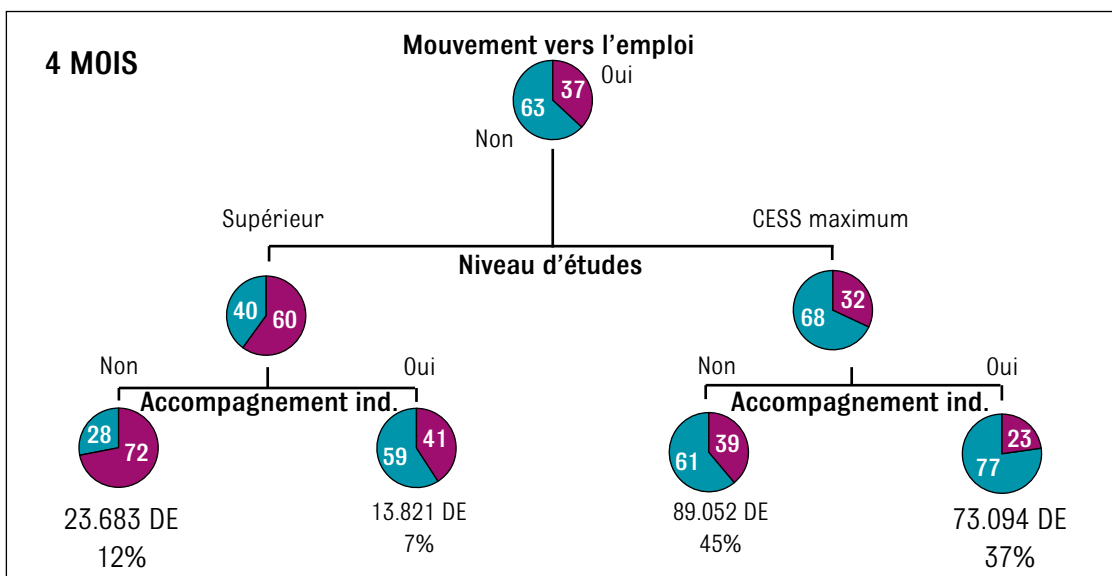 Mouvement vers l'emploi
4 MOIS
Oui
37
63
Non
Supérieur
CESS maximum
Niveau d'études
40
60
32
68
Non
Oui
Non
Oui
Accompagnement ind.
Accompagnement ind.
28
72
41
59
39
61
23
77
23.683 DE
13.821 DE
89.052 DE
73.094 DE
12%
7%
45%
37%